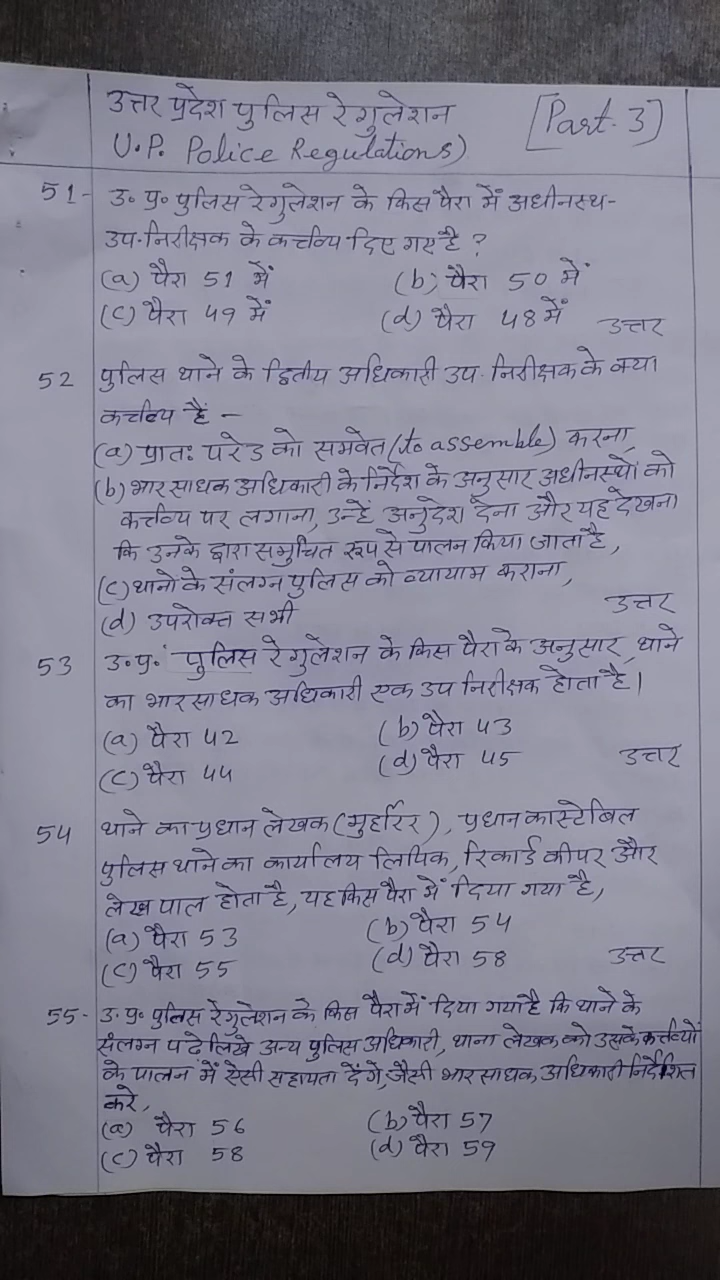 उत्तर प्रदेश पुलिस रेगुलेशन [Part-3]
U.P. Police Regulations)
51- उ. प्र. पुलिस रेगुलेशन के किस पैरा में अधीनस्थ-
उप-निरीक्षक के कर्त्तव्य दिए गए है ?
(a) पैरा 51 में (b) पैरा 50 में
(c) पैरा 49 में (d) पैरा 48 में उत्तर
52 पुलिस थाने के द्वितीय अधिकारी उप-निरीक्षक के क्या
कर्त्तव्य हैं -
(a) प्रातः परेड को समवेत (to assemble) करना,
(b) भारसाधक अधिकारी के निर्देश के अनुसार अधीनस्थों को
कर्त्तव्य पर लगाना, उन्हें अनुदेश देना और यह देखना
कि उनके द्वारा समुचित रूप से पालन किया जाता है,
(c) थानो के संलग्न पुलिस को व्यायाम कराना,
(d) उपरोक्त सभी उत्तर
53 उ. प्र. पुलिस रेगुलेशन के किस पैरा के अनुसार, थाने
का भारसाधक अधिकारी एक उप निरीक्षक होता है।
(a) पैरा 42 (b) पैरा 43
(c) पैरा 44 (d) पैरा 45 उत्तर
54 थाने का प्रधान लेखक (मुहर्रिर), प्रधान कास्टेबिल
पुलिस थाने का कार्यालय लिपिक, रिकार्ड कीपर और
लेख पाल होता है, यह किस पैरा में दिया गया है,
(a) पैरा 53 (b) पैरा 54
(c) पैरा 55 (d) पैरा 58 उत्तर
55- उ. प्र. पुलिस रेगुलेशन के किस पैरा में दिया गया है कि थाने के
संलग्न पढे लिखे अन्य पुलिस अधिकारी, थाना लेखक को उसके कर्त्तव्यों
के पालन में ऐसी सहायता देंगे, जैसी भारसाधक अधिकारी निर्देशित
करे,
(a) पैरा 56 (b) पैरा 57
(c) पैरा 58 (d) पैरा 59